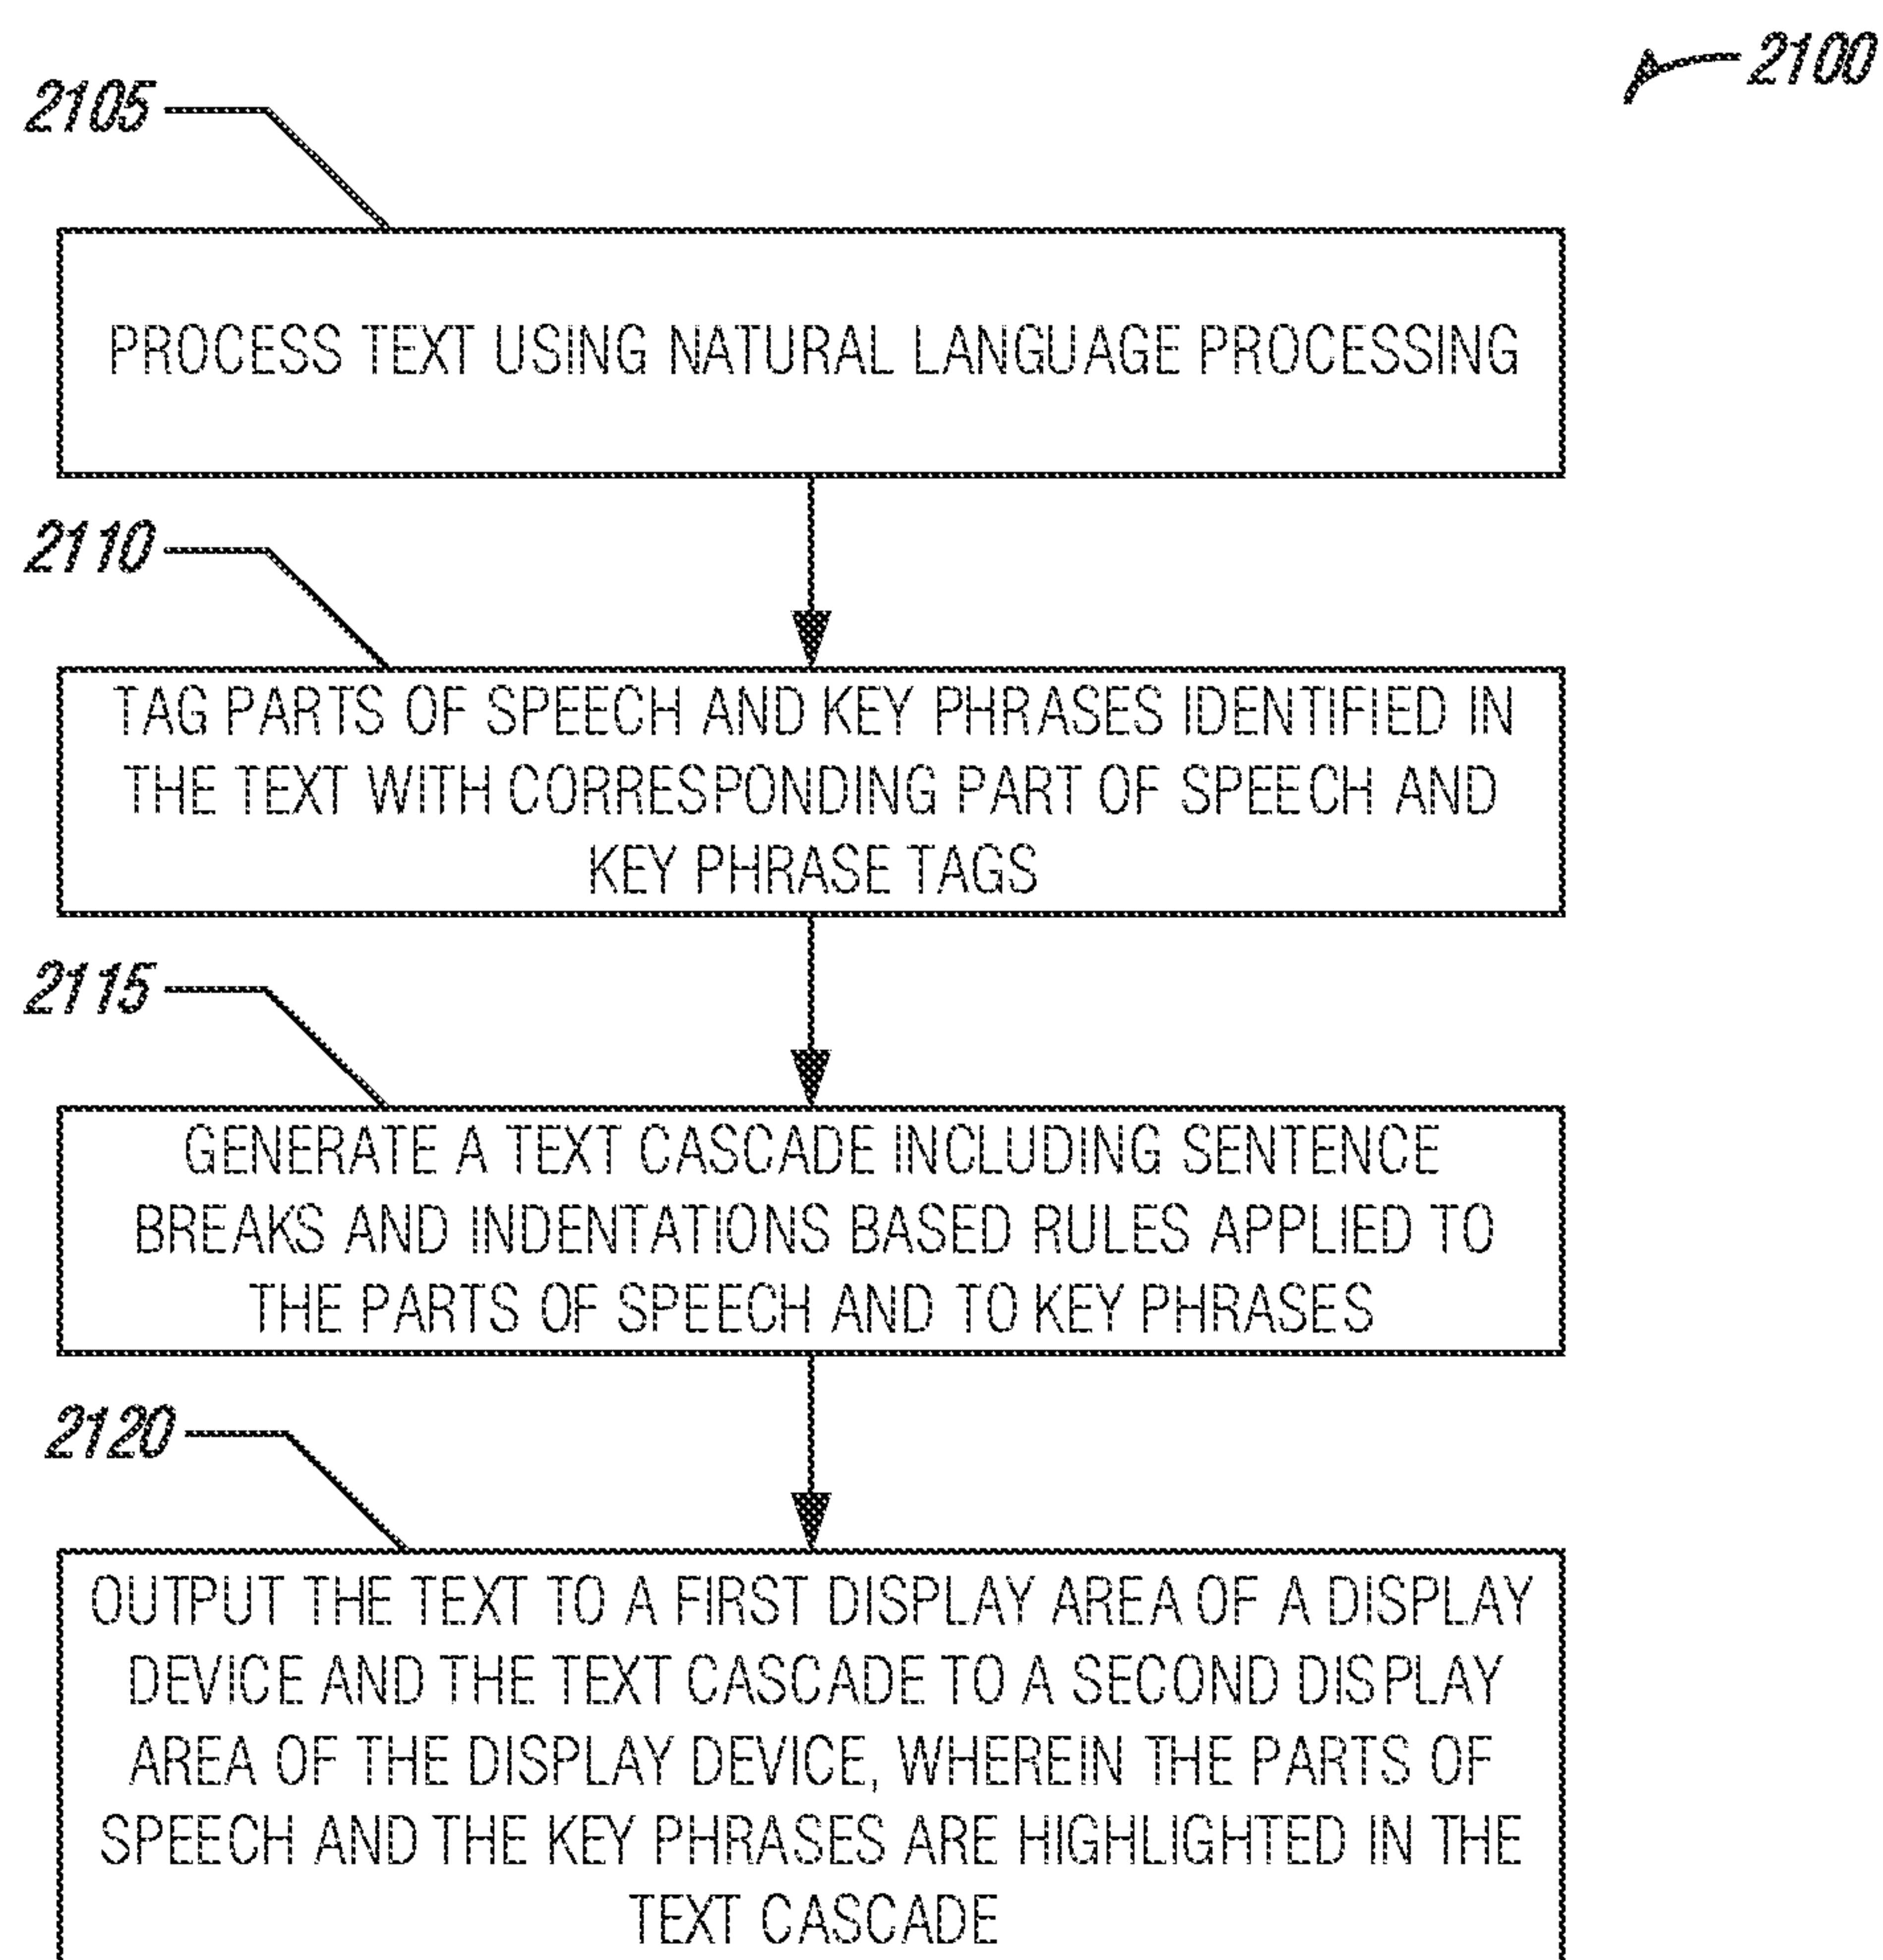 2100
2105
PROCESS TEXT USING NATURAL LANGUAGE PROCESSING
2110
TAG PARTS OF SPEECH AND KEY PHRASES IDENTIFIED IN
THE TEXT WITH CORRESPONDING PART OF SPEECH AND
KEY PHRASE TAGS
2115
GENERATE A TEXT CASCADE INCLUDING SENTENCE
BREAKS AND INDENTATIONS BASED RULES APPLIED TO
THE PARTS OF SPEECH AND TO KEY PHRASES
2120
OUTPUT THE TEXT TO A FIRST DISPLAY AREA OF A DISPLAY
DEVICE AND THE TEXT CASCADE TO A SECOND DISPLAY
AREA OF THE DISPLAY DEVICE, WHEREIN THE PARTS OF
SPEECH AND THE KEY PHRASES ARE HIGHLIGHTED IN THE
TEXT CASCADE